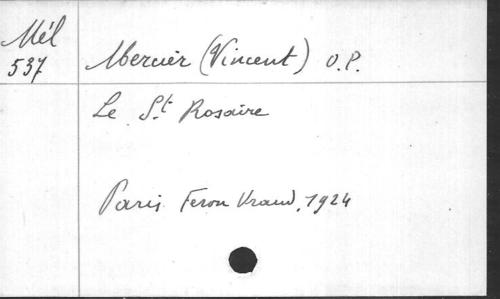 Mél
537
Mercier (Vincent) O.P.
Le St Rosaire
Paris Feron Vrau, 1924